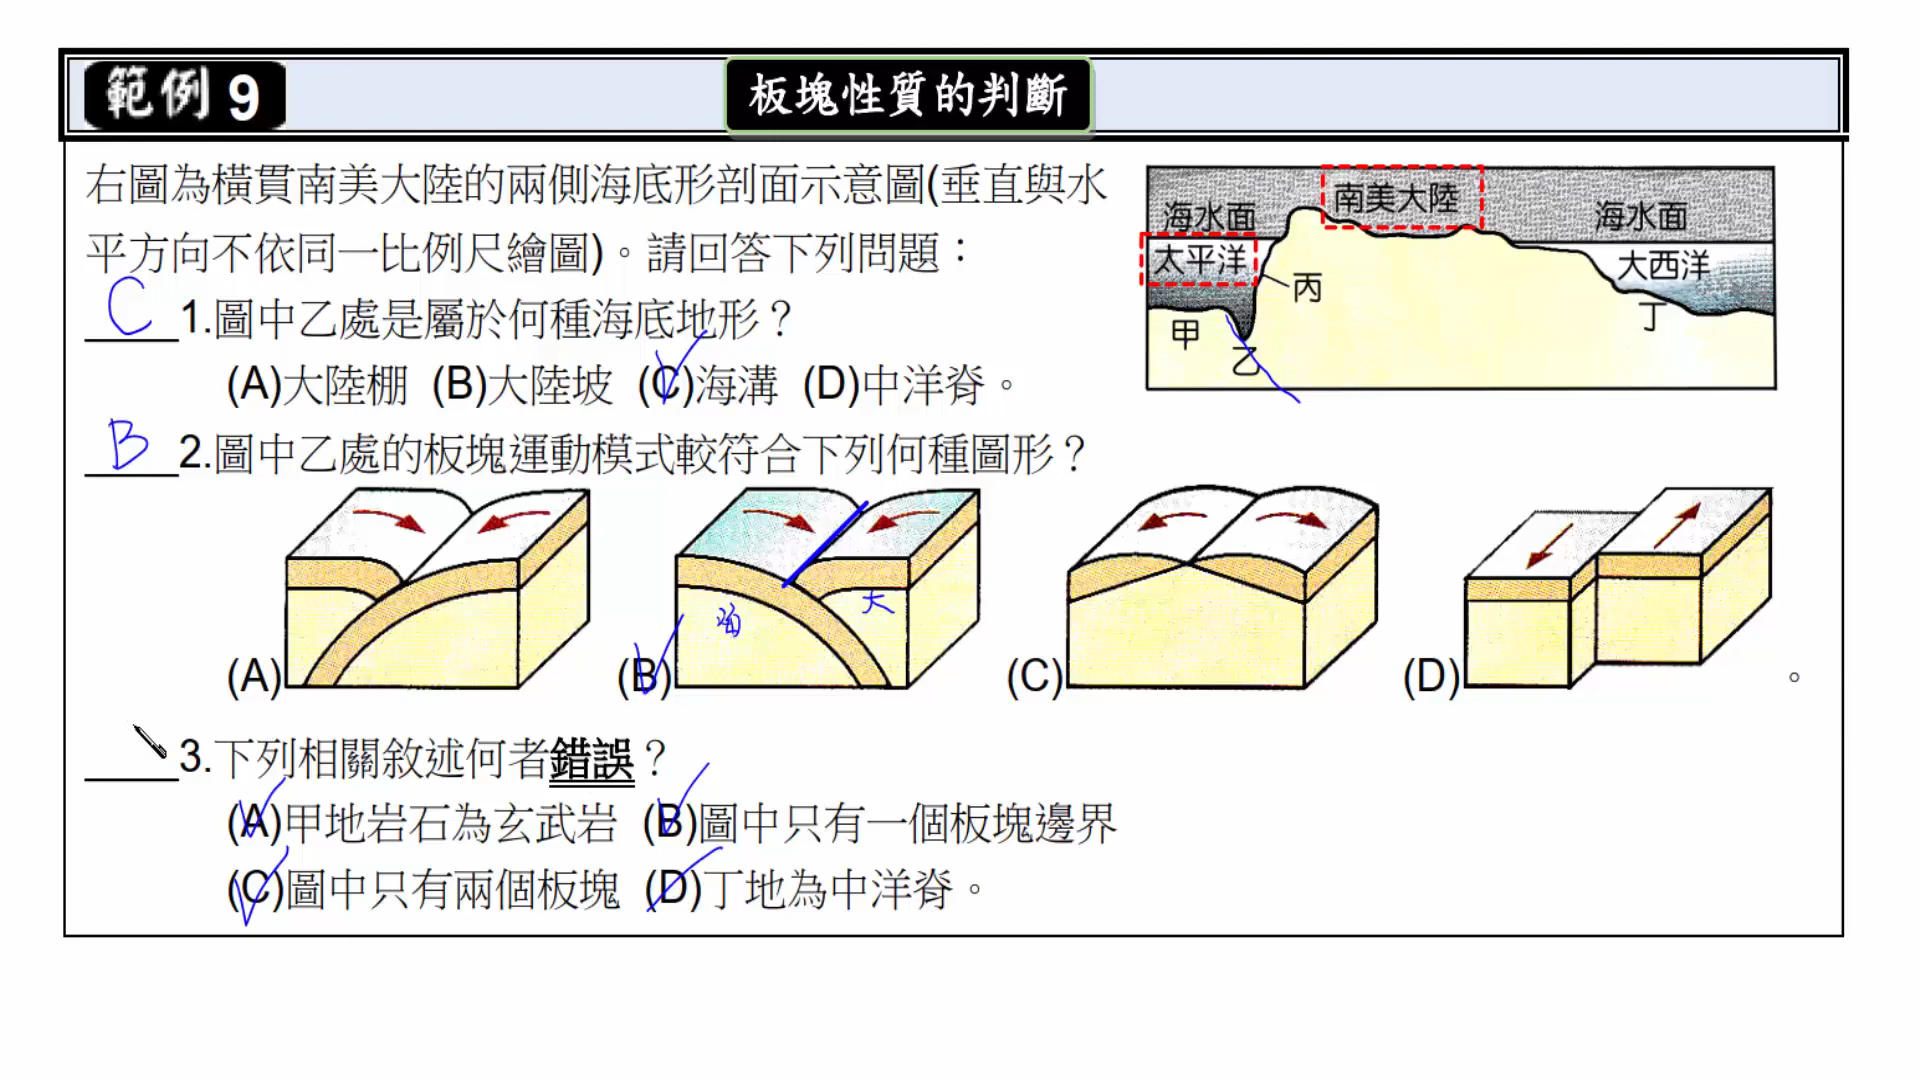 範例 9
板塊性質的判斷
右圖為橫貫南美大陸的兩側海底形剖面示意圖(垂直與水
平方向不依同一比例尺繪圖)。請回答下列問題：
C 1.圖中乙處是屬於何種海底地形？
(A)大陸棚 (B)大陸坡 (C)海溝 (D)中洋脊。
南美大陸
海水面
海水面
太平洋
大西洋
丙
甲
乙
丁
B 2.圖中乙處的板塊運動模式較符合下列何種圖形？
海
大
(A) (B) (C) (D) 。
3.下列相關敘述何者錯誤？
(A)甲地岩石為玄武岩 (B)圖中只有一個板塊邊界
(C)圖中只有兩個板塊 (D)丁地為中洋脊。